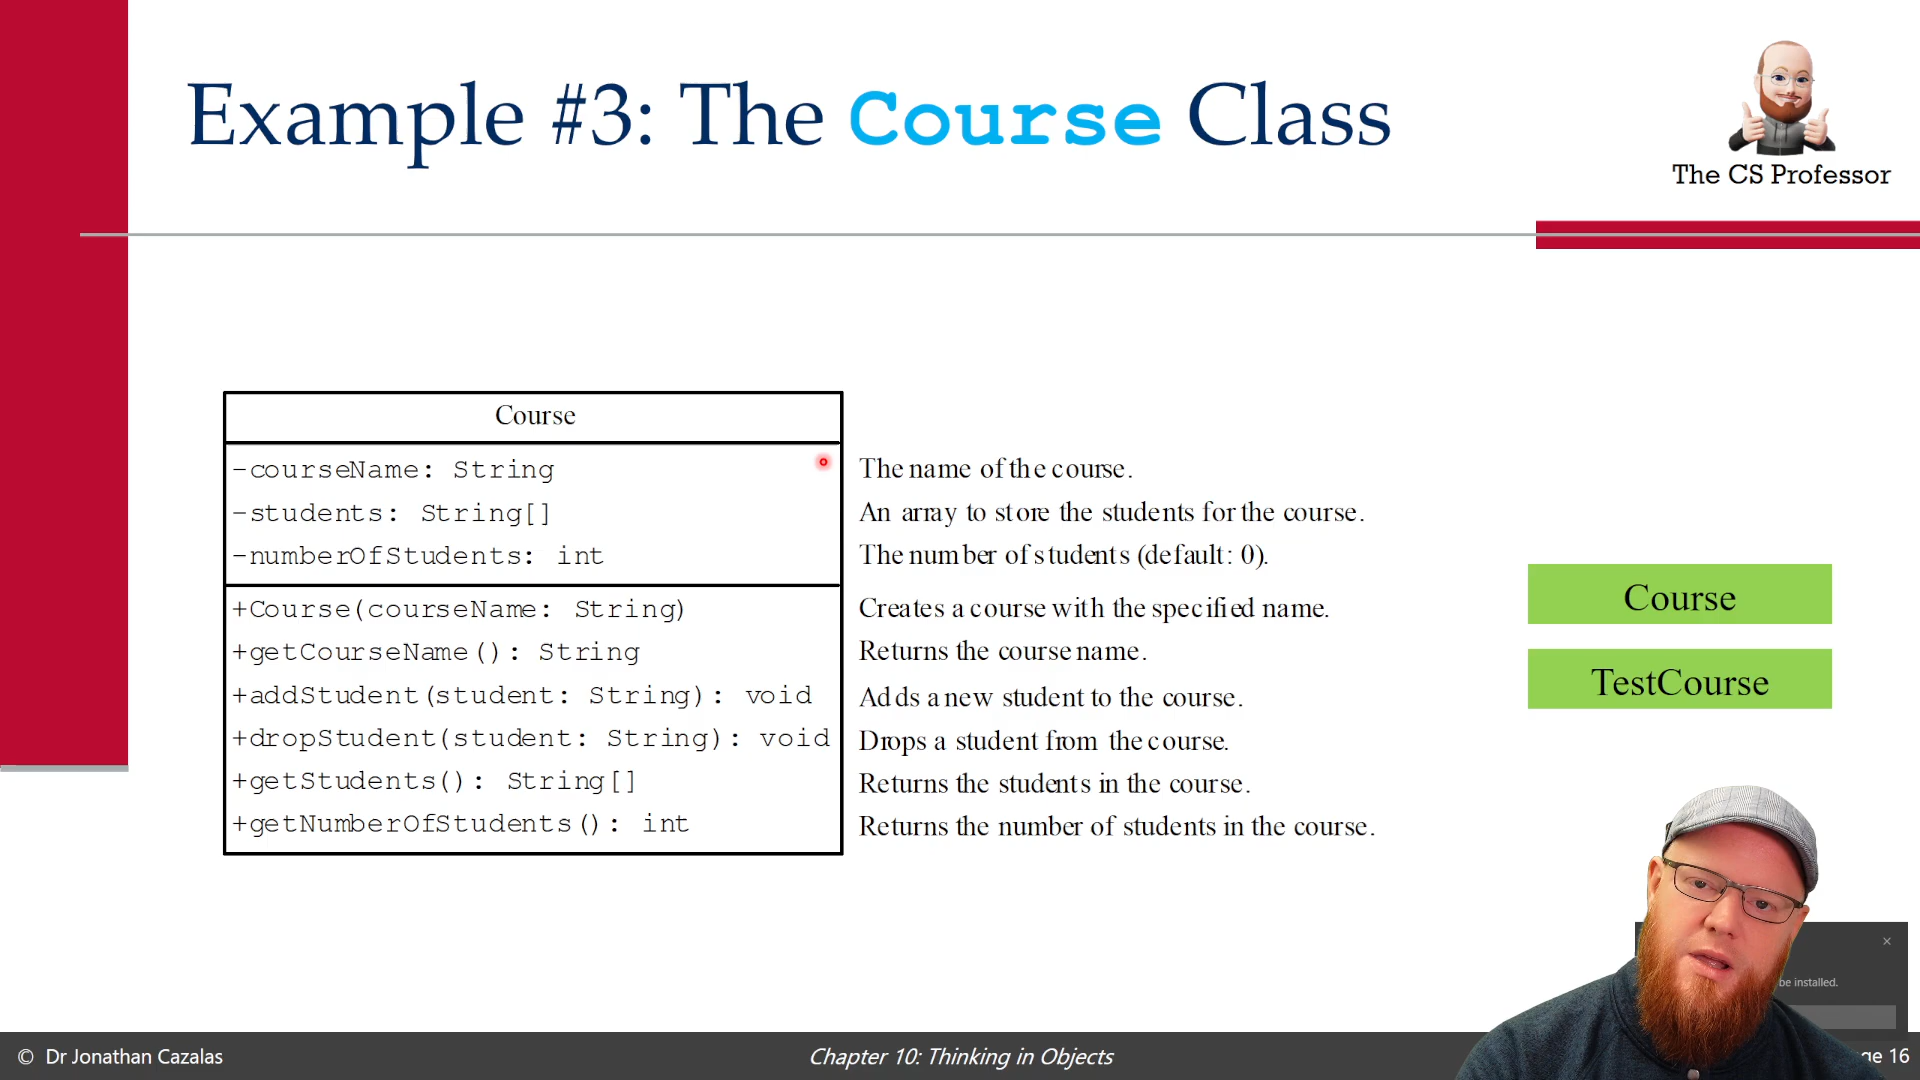 Example #3: The Course Class
The CS Professor
Course
-courseName: String
The name of the course.
-students: String[]
An array to store the students for the course.
-numberOfStudents: int
The number of students (default: 0).
+Course(courseName: String)
Creates a course with the specified name.
+getCourseName(): String
Returns the course name.
+addStudent(student: String): void
Adds a new student to the course.
+dropStudent(student: String): void
Drops a student from the course.
+getStudents(): String[]
Returns the students in the course.
+getNumberOfStudents(): int
Returns the number of students in the course.
Course
TestCourse
be installed.
© Dr Jonathan Cazalas
Chapter 10: Thinking in Objects
16